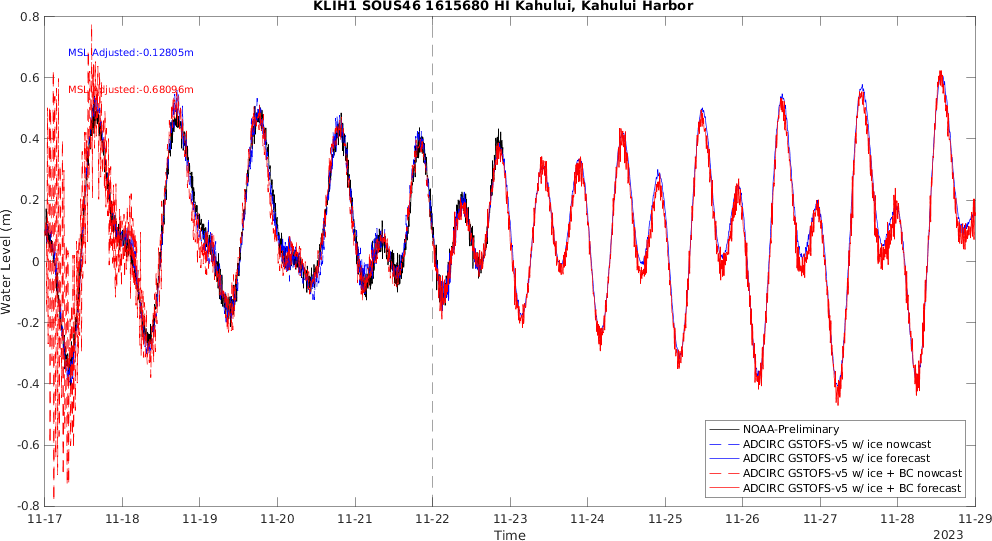 KLIH1 SOUS46 1615680 HI Kahului, Kahului Harbor
0.8
0.6
0.4
0.2
0
-0.2
-0.4
-0.6
-0.8
Water Level (m)
MSL Adjusted:-0.12805m
MSL Adjusted:-0.68096m
NOAA-Preliminary
ADCIRC GSTOFS-v5 w/ ice nowcast
ADCIRC GSTOFS-v5 w/ ice forecast
ADCIRC GSTOFS-v5 w/ ice + BC nowcast
ADCIRC GSTOFS-v5 w/ ice + BC forecast
11-17 11-18 11-19 11-20 11-21 11-22 11-23 11-24 11-25 11-26 11-27 11-28 11-29
Time
2023